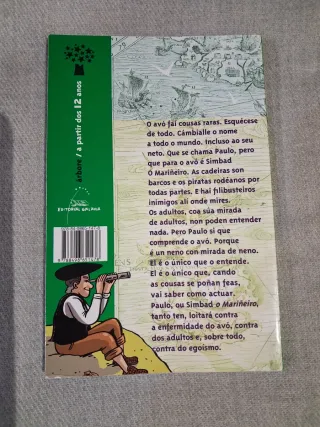 árbore / a partir dos 12 anos
EDITORIAL GALAXIA
O avó fai cousas raras. Esquécese
de todo. Cámbialle o nome
a todo o mundo. Incluso ao seu
neto. Que se chama Paulo, pero
que para o avó é Simbad
O Mariñeiro. As cadeiras son
barcos e os piratas rodéanos por
todas partes. E hai filibusteiros
inimigos alí onde mires.
Os adultos, coa súa mirada
de adultos, non poden entender
nada. Pero Paulo si que
comprende o avó. Porque
é un neno con mirada de neno.
El é o único que o entende.
El é o único que, cando
as cousas se poñan feas,
vai saber como actuar.
Paulo, ou Simbad o Mariñeiro,
tanto ten, loitará contra
a enfermidade do avó, contra
dos adultos e, sobre todo,
contra do egoísmo.